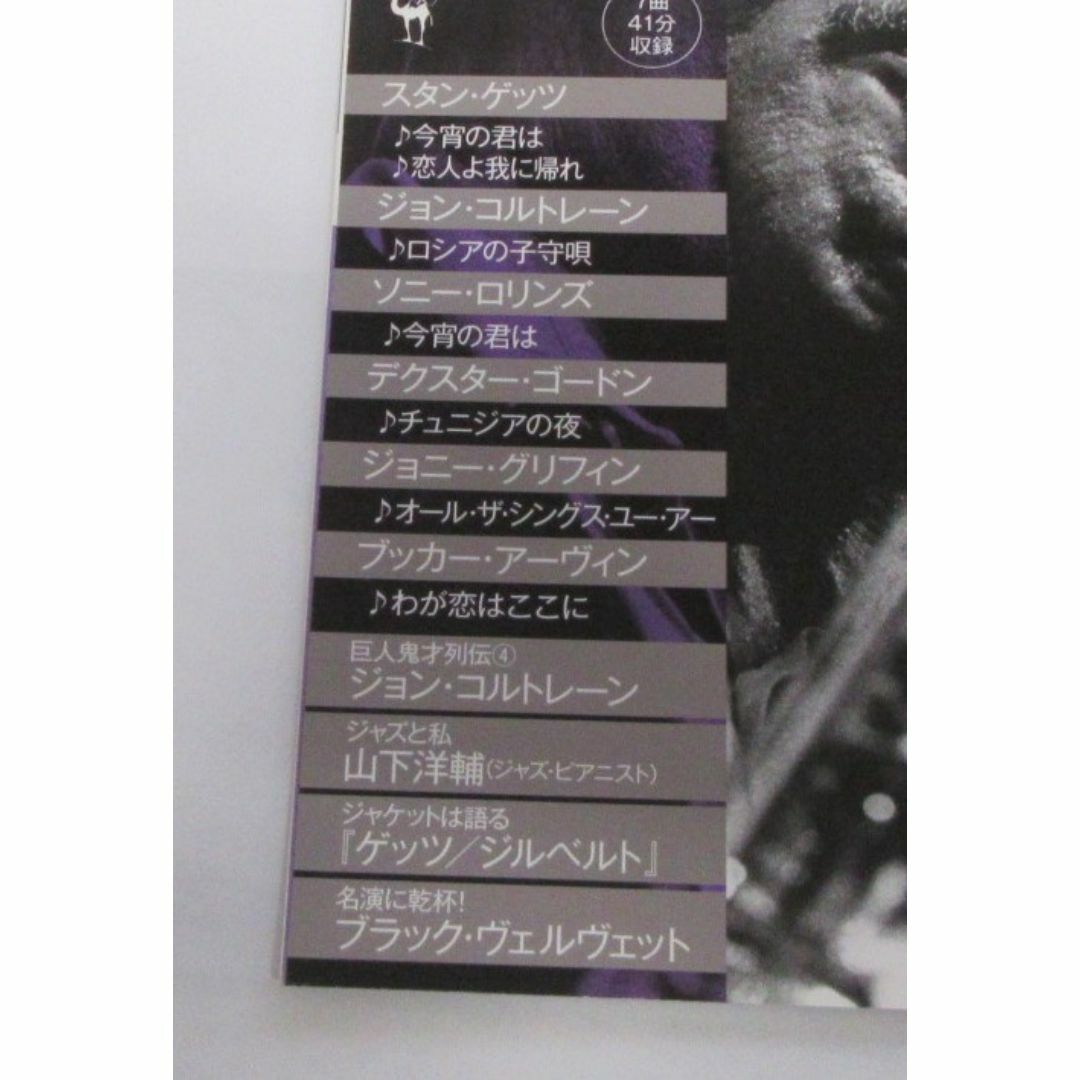 7曲
41分
収録
スタン・ゲッツ
♪今宵の君は
♪恋人よ我に帰れ
ジョン・コルトレーン
♪ロシアの子守唄
ソニー・ロリンズ
♪今宵の君は
デクスター・ゴードン
♪チュニジアの夜
ジョニー・グリフィン
♪オール・ザ・シングス・ユー・アー
ブッカー・アーヴィン
♪わが恋はここに
巨人鬼才列伝④
ジョン・コルトレーン
ジャズと私
山下洋輔(ジャズ・ピアニスト)
ジャケットは語る
『ゲッツ／ジルベルト』
名演に乾杯!
ブラック・ヴェルヴェット